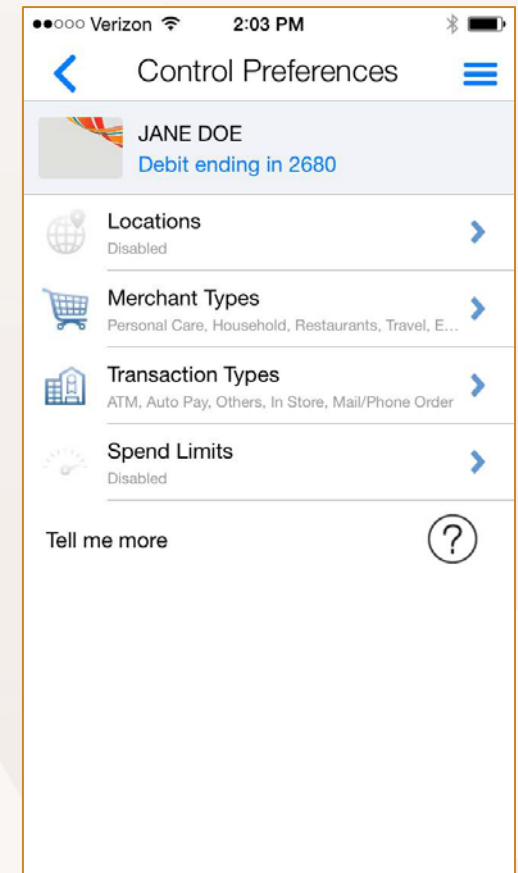 Verizon 2:03 PM
Control Preferences
JANE DOE
Debit ending in 2680
Locations
Disabled
Merchant Types
Personal Care, Household, Restaurants, Travel, E...
Transaction Types
ATM, Auto Pay, Others, In Store, Mail/Phone Order
Spend Limits
Disabled
Tell me more ?